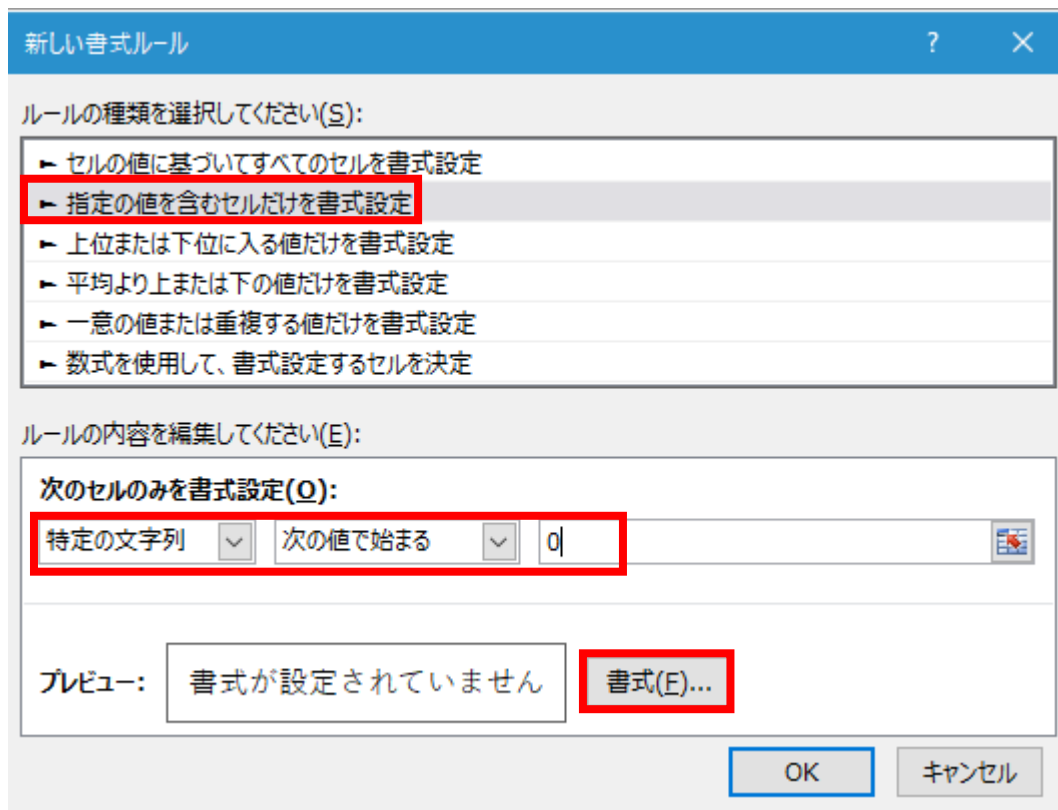 新しい書式ルール ? ×
ルールの種類を選択してください(S):
► セルの値に基づいてすべてのセルを書式設定
► 指定の値を含むセルだけを書式設定
► 上位または下位に入る値だけを書式設定
► 平均より上または下の値だけを書式設定
► 一意の値または重複する値だけを書式設定
► 数式を使用して、書式設定するセルを決定
ルールの内容を編集してください(E):
次のセルのみを書式設定(O):
特定の文字列 次の値で始まる 0
プレビュー: 書式が設定されていません 書式(F)...
OK キャンセル